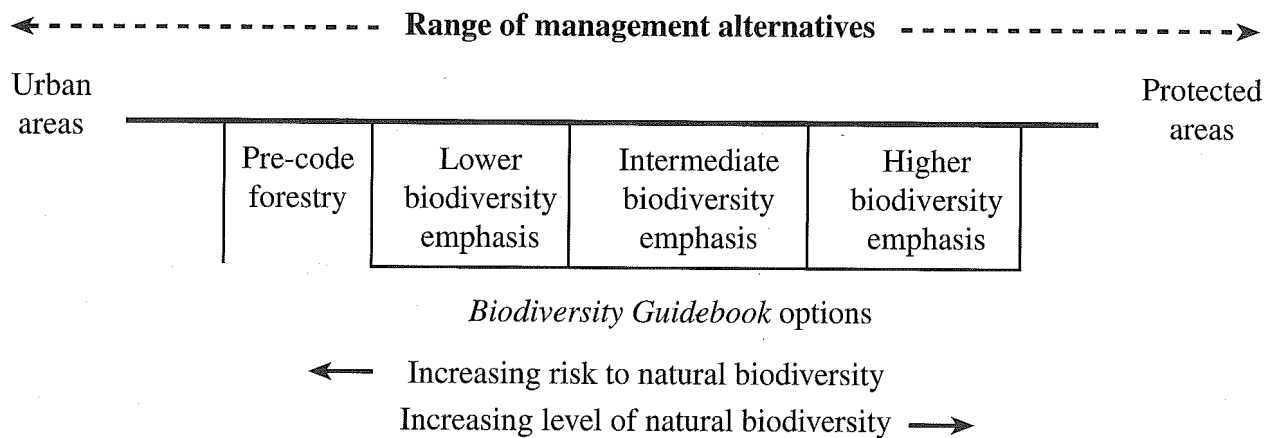 Range of management alternatives
Urban
areas
Protected
areas
Pre-code
forestry
Lower
biodiversity
emphasis
Intermediate
biodiversity
emphasis
Higher
biodiversity
emphasis
Biodiversity Guidebook options
Increasing risk to natural biodiversity
Increasing level of natural biodiversity